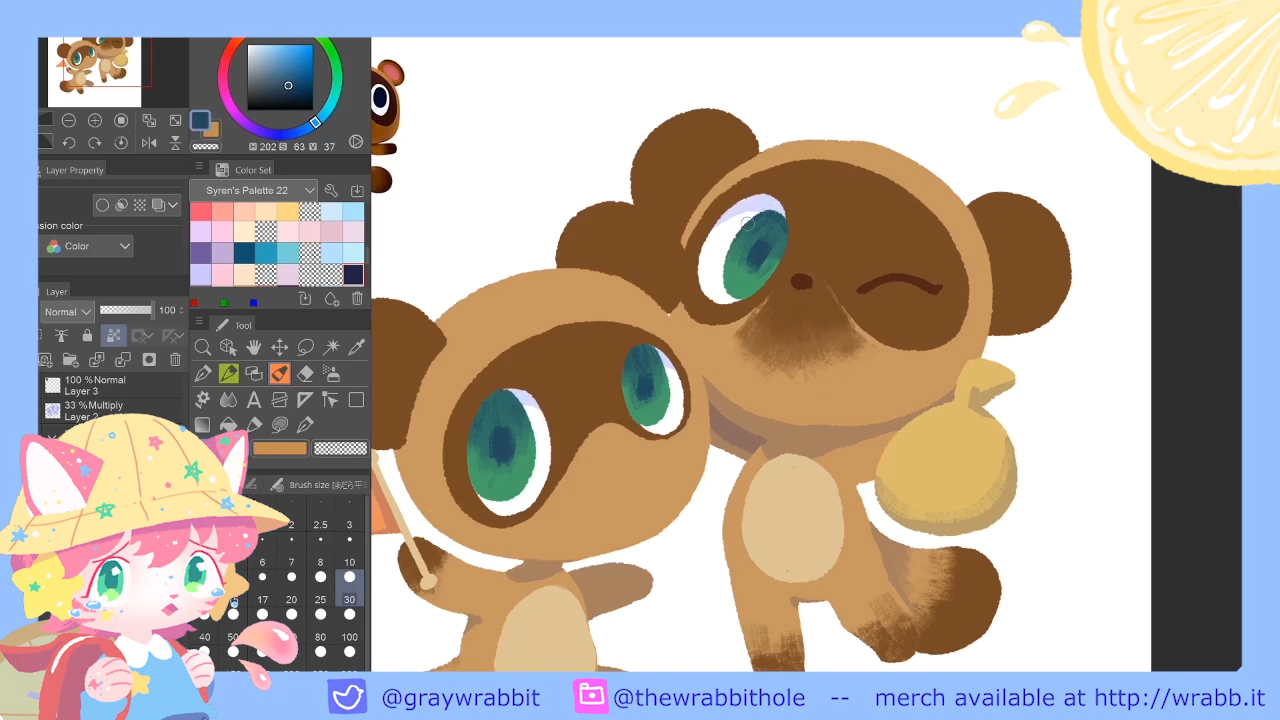 H 202 S 63 V 37
Layer Property
Color Set
Syren's Palette 22
Color
Layer
Normal
100
Tool
100 %Normal
Layer 3
33 %Multiply
Brush size
2 2.5 3
6 7 8 10
17 20 25 30
40 50 80 100
@graywrabbit @thewrabbithole -- merch available at http://wrabb.it